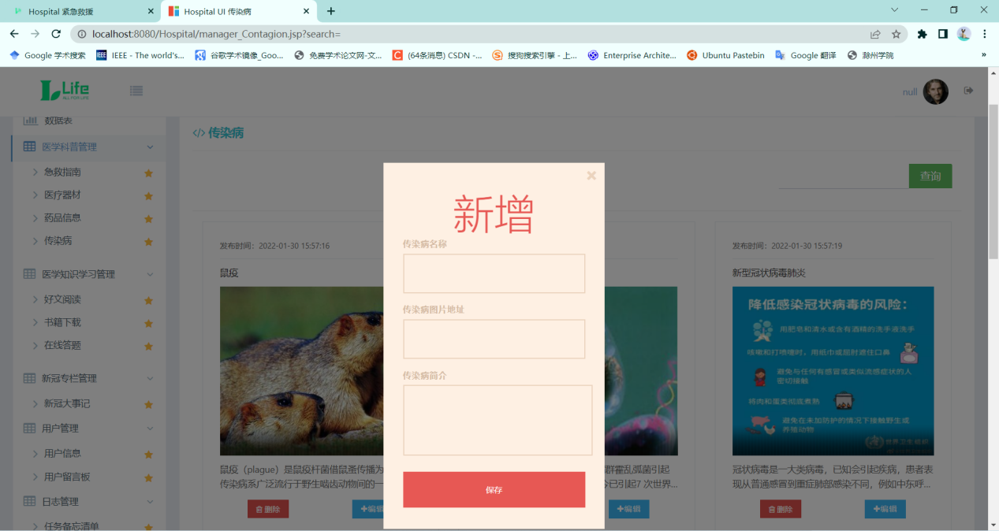 Hospital 紧急救援
Hospital UI 传染病
localhost:8080/Hospital/manager_Contagion.jsp?search=
Google 学术搜索
IEEE - The world's...
谷歌学术镜像_Goo...
免费学术论文网-文...
(64条消息) CSDN -...
搜狗搜索引擎 - 上...
Enterprise Archite...
Ubuntu Pastebin
Google 翻译
滁州学院
»
Life
ALL FOR LIFE
null
数据表
医学科普管理
急救指南
医疗器材
药品信息
传染病
医学知识学习管理
好文阅读
书籍下载
在线答题
新冠专栏管理
新冠大事记
用户管理
用户信息
用户留言板
日志管理
任务备忘清单
</> 传染病
查询
发布时间：2022-01-30 15:57:16
鼠疫
鼠疫（plague）是鼠疫杆菌借鼠蚤传播为
传染病系广泛流行于野生啮齿动物间的一
删除
编辑
新增
传染病名称
传染病图片地址
传染病简介
保存
群霍乱弧菌引起
今已引起7 次世界...
编辑
发布时间：2022-01-30 15:57:19
新型冠状病毒肺炎
降低感染冠状病毒的风险：
用肥皂和清水或含有酒精的洗手液洗手
咳嗽和打喷嚏时，用纸巾或屈肘遮住口鼻
避免与任何有感冒或类似流感症状的人
密切接触
将肉和蛋类彻底煮熟
避免在未加防护的情况下接触野生或
养殖动物
世界卫生组织
冠状病毒是一大类病毒，已知会引起疾病，患者表
现从普通感冒到重症肺部感染不同，例如中东呼...
删除
编辑